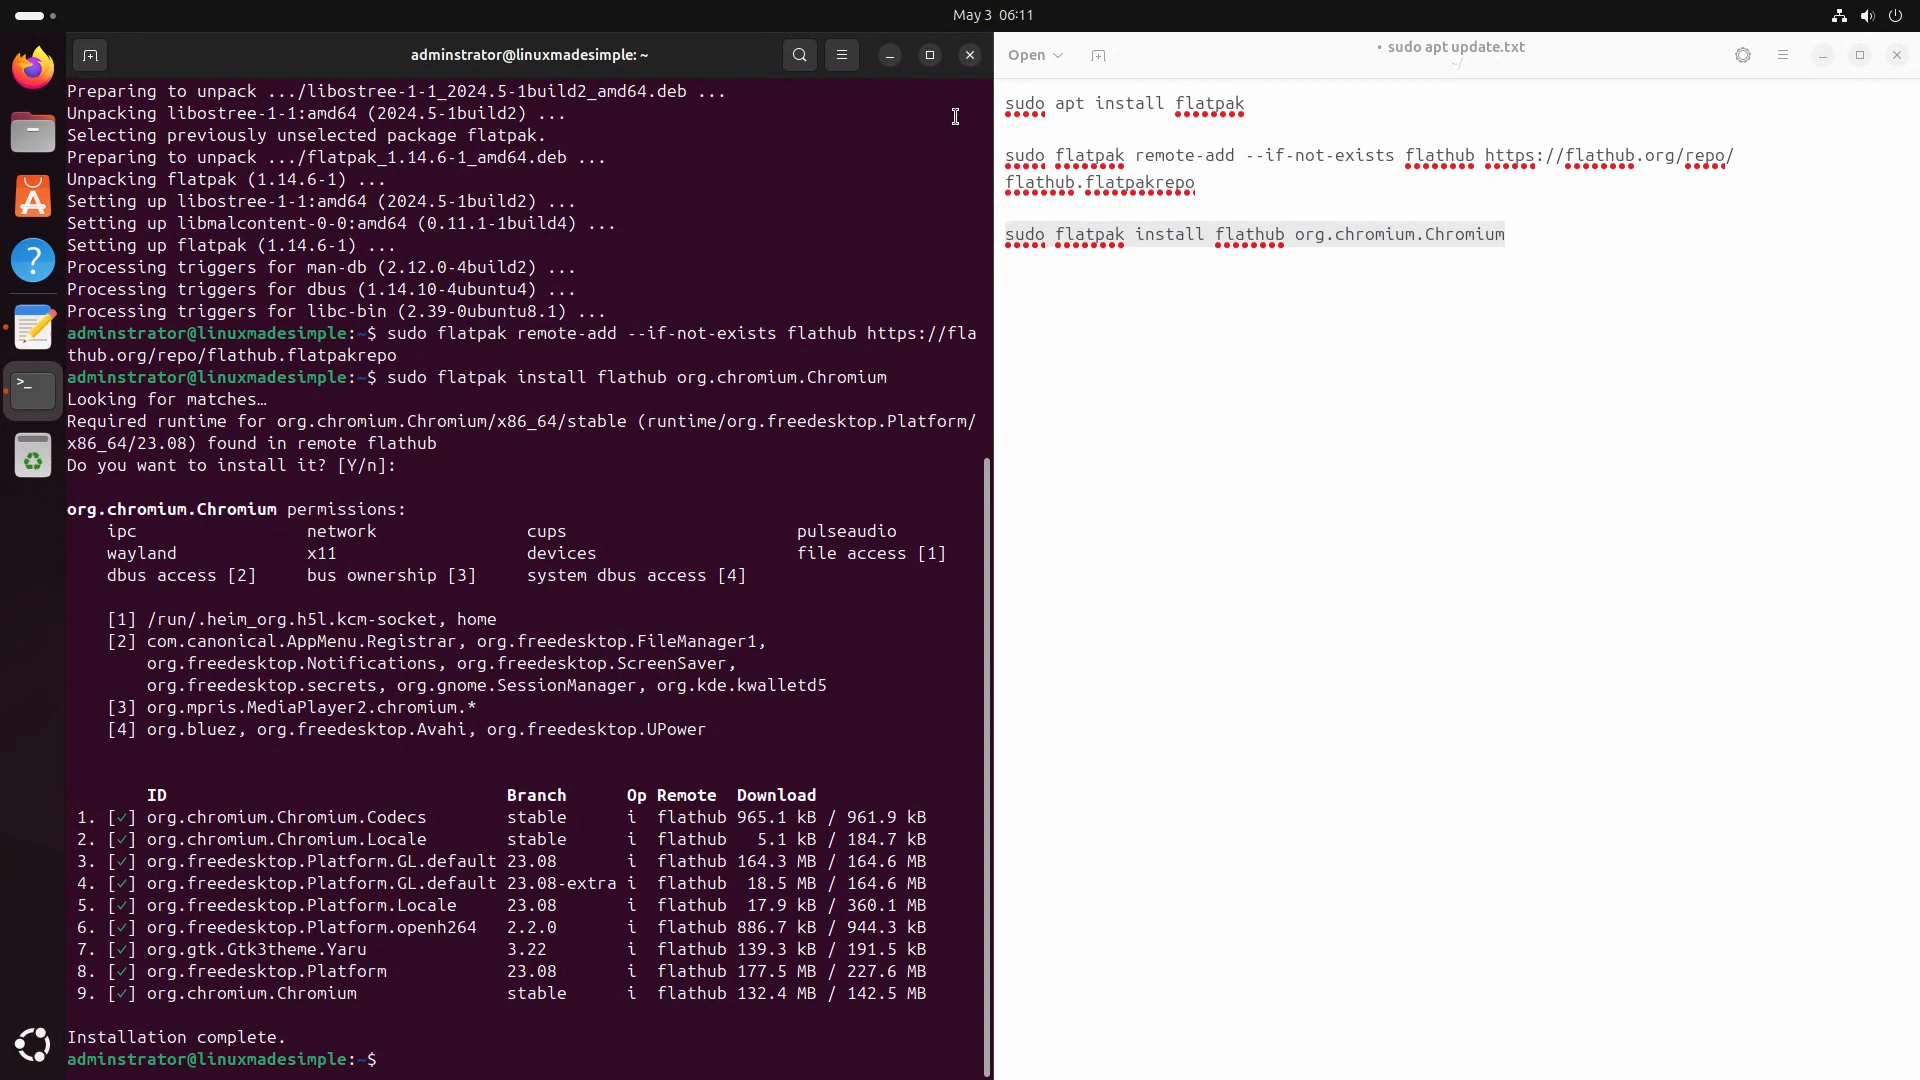 May 3 06:11
adminstrator@linuxmadesimple: ~
Preparing to unpack .../libostree-1-1_2024.5-1build2_amd64.deb ...
Unpacking libostree-1-1:amd64 (2024.5-1build2) ...
Selecting previously unselected package flatpak.
Preparing to unpack .../flatpak_1.14.6-1_amd64.deb ...
Unpacking flatpak (1.14.6-1) ...
Setting up libostree-1-1:amd64 (2024.5-1build2) ...
Setting up libmalcontent-0-0:amd64 (0.11.1-1build4) ...
Setting up flatpak (1.14.6-1) ...
Processing triggers for man-db (2.12.0-4build2) ...
Processing triggers for dbus (1.14.10-4ubuntu4) ...
Processing triggers for libc-bin (2.39-0ubuntu8.1) ...
adminstrator@linuxmadesimple:~$ sudo flatpak remote-add --if-not-exists flathub https://fla
thub.org/repo/flathub.flatpakrepo
adminstrator@linuxmadesimple:~$ sudo flatpak install flathub org.chromium.Chromium
Looking for matches…
Required runtime for org.chromium.Chromium/x86_64/stable (runtime/org.freedesktop.Platform/
x86_64/23.08) found in remote flathub
Do you want to install it? [Y/n]:
org.chromium.Chromium permissions:
ipc network cups pulseaudio
wayland x11 devices file access [1]
dbus access [2] bus ownership [3] system dbus access [4]
[1] /run/.heim_org.h5l.kcm-socket, home
[2] com.canonical.AppMenu.Registrar, org.freedesktop.FileManager1,
org.freedesktop.Notifications, org.freedesktop.ScreenSaver,
org.freedesktop.secrets, org.gnome.SessionManager, org.kde.kwalletd5
[3] org.mpris.MediaPlayer2.chromium.*
[4] org.bluez, org.freedesktop.Avahi, org.freedesktop.UPower
ID Branch Op Remote Download
1. [✓] org.chromium.Chromium.Codecs stable i flathub 965.1 kB / 961.9 kB
2. [✓] org.chromium.Chromium.Locale stable i flathub 5.1 kB / 184.7 kB
3. [✓] org.freedesktop.Platform.GL.default 23.08 i flathub 164.3 MB / 164.6 MB
4. [✓] org.freedesktop.Platform.GL.default 23.08-extra i flathub 18.5 MB / 164.6 MB
5. [✓] org.freedesktop.Platform.Locale 23.08 i flathub 17.9 kB / 360.1 MB
6. [✓] org.freedesktop.Platform.openh264 2.2.0 i flathub 886.7 kB / 944.3 kB
7. [✓] org.gtk.Gtk3theme.Yaru 3.22 i flathub 139.3 kB / 191.5 kB
8. [✓] org.freedesktop.Platform 23.08 i flathub 177.5 MB / 227.6 MB
9. [✓] org.chromium.Chromium stable i flathub 132.4 MB / 142.5 MB
Installation complete.
adminstrator@linuxmadesimple:~$
Open
• sudo apt update.txt
~/
sudo apt install flatpak
sudo flatpak remote-add --if-not-exists flathub https://flathub.org/repo/
flathub.flatpakrepo
sudo flatpak install flathub org.chromium.Chromium